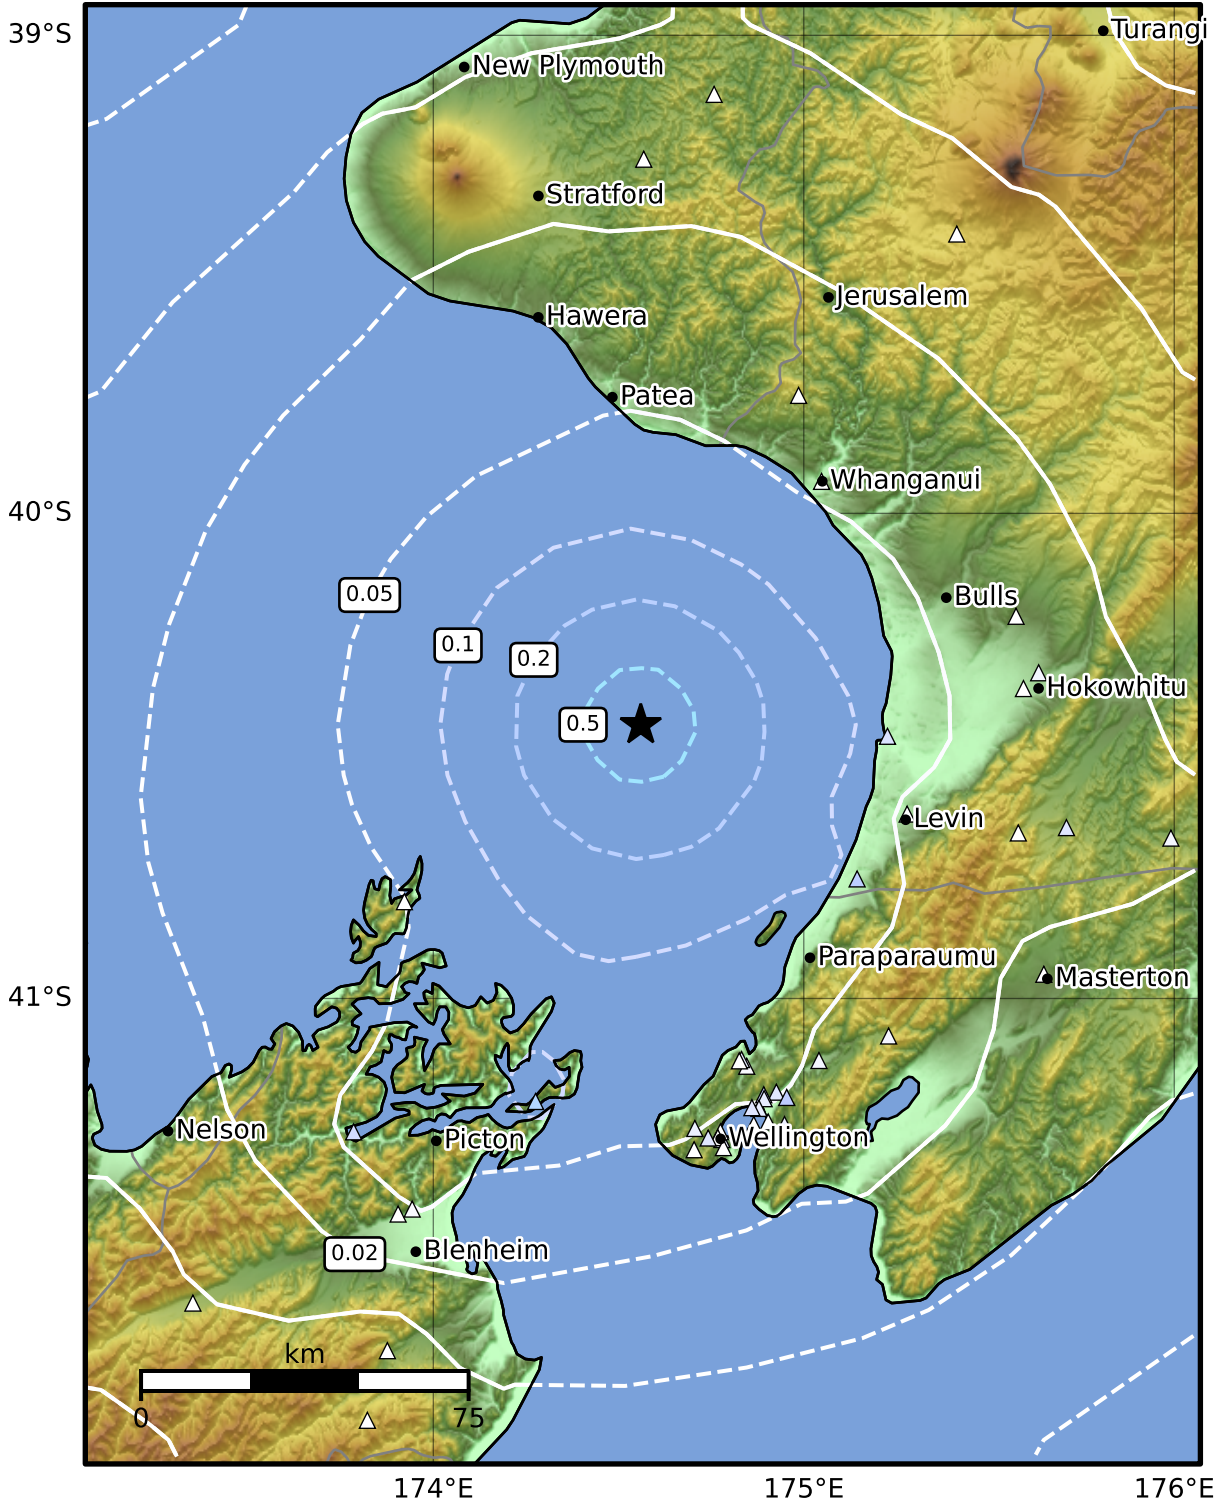 39°S
Turangi
New Plymouth
Stratford
Jerusalem
Hawera
Patea
Whanganui
40°S
0.05
Bulls
0.1
0.2
Hokowhitu
0.5
Levin
Paraparaumu
Masterton
41°S
Nelson
Picton
Wellington
0.02
Blenheim
km
0
75
174°E
175°E
176°E